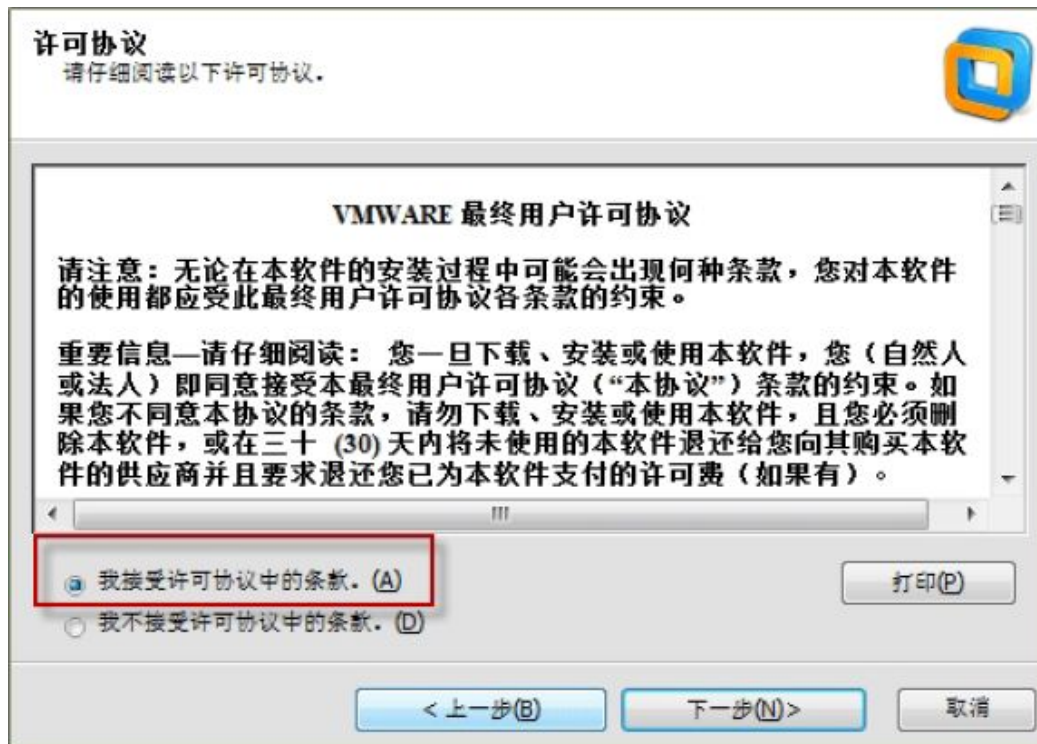 许可协议
请仔细阅读以下许可协议.
VMWARE 最终用户许可协议
请注意：无论在本软件的安装过程中可能会出现何种条款，您对本软件
的使用都应受此最终用户许可协议各条款的约束。
重要信息—请仔细阅读： 您一旦下载、安装或使用本软件，您（自然人
或法人）即同意接受本最终用户许可协议（“本协议”）条款的约束。如
果您不同意本协议的条款，请勿下载、安装或使用本软件，且您必须删
除本软件，或在三十 (30) 天内将未使用的本软件退还给您向其购买本软
件的供应商并且要求退还您已为本软件支付的许可费（如果有）。
我接受许可协议中的条款. (A)
打印(P)
我不接受许可协议中的条款. (D)
< 上一步(B)
下一步(N)>
取消